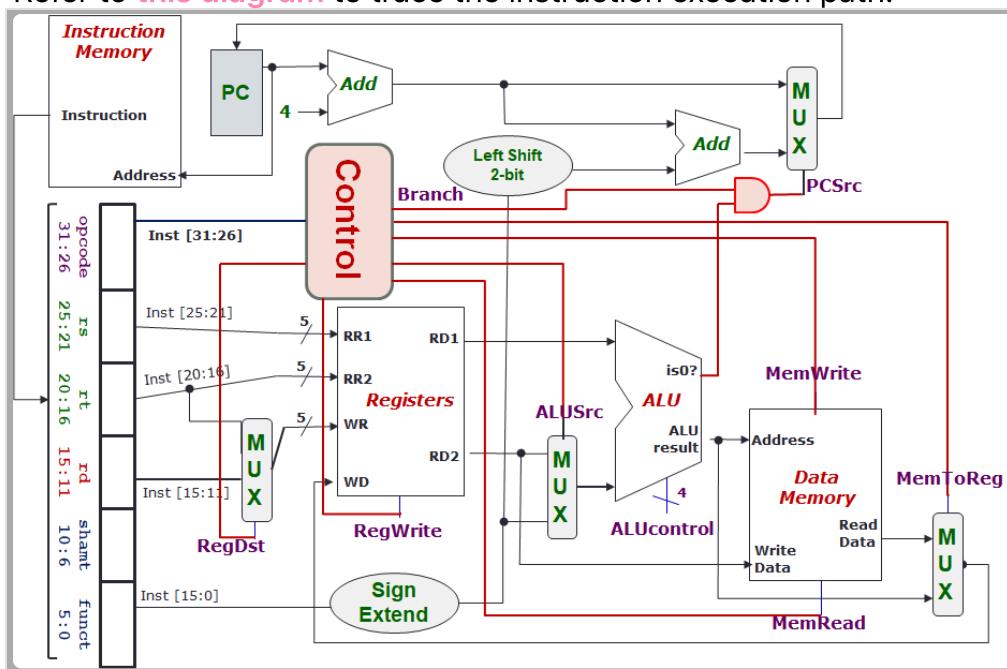 Refer to this diagram to trace the instruction execution path.
Instruction
Memory
Instruction
Address
PC
4
Add
Left Shift
2-bit
Add
M
U
X
PCSrc
Control
Branch
opcode
31:26
rs
25:21
rt
20:16
rd
15:11
shamt
10:6
funct
5:0
Inst [31:26]
Inst [25:21]
5
Inst [20:16]
5
5
M
U
X
Inst [15:11]
RegDst
Inst [15:0]
RR1
RR2
WR
WD
Registers
RD1
RD2
RegWrite
Sign
Extend
ALUSrc
M
U
X
is0?
ALU
ALU
result
4
ALUcontrol
MemWrite
Address
Data
Memory
Read
Data
Write
Data
MemRead
MemToReg
M
U
X